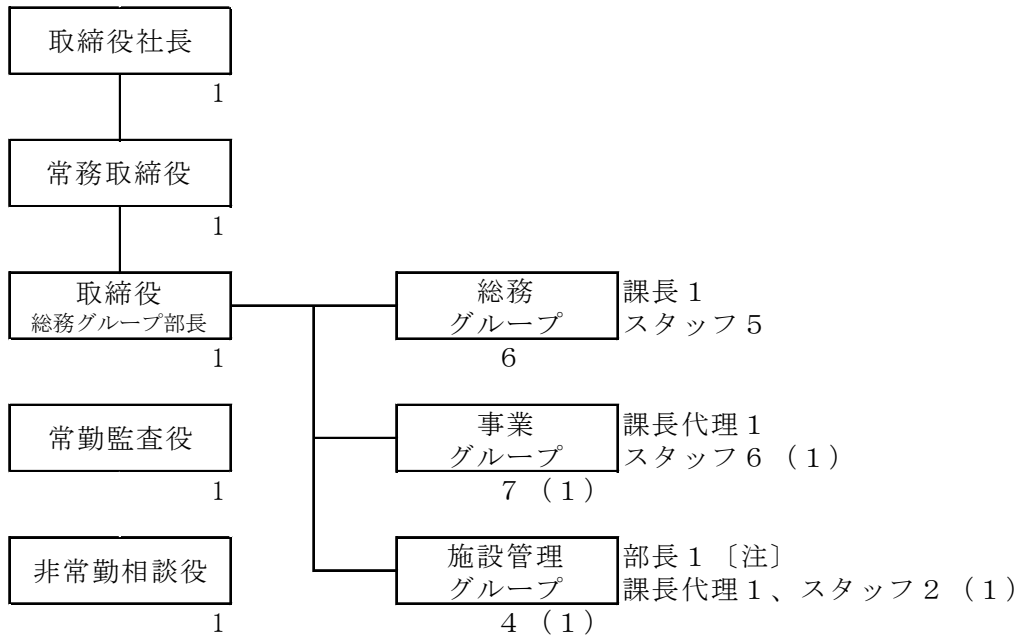 取締役社長
1
常務取締役
1
取締役
総務グループ部長
1
総務
グループ
6
課長1
スタッフ5
常勤監査役
1
事業
グループ
7（1）
課長代理1
スタッフ6（1）
非常勤相談役
1
施設管理
グループ
4（1）
部長1〔注〕
課長代理1、スタッフ2（1）